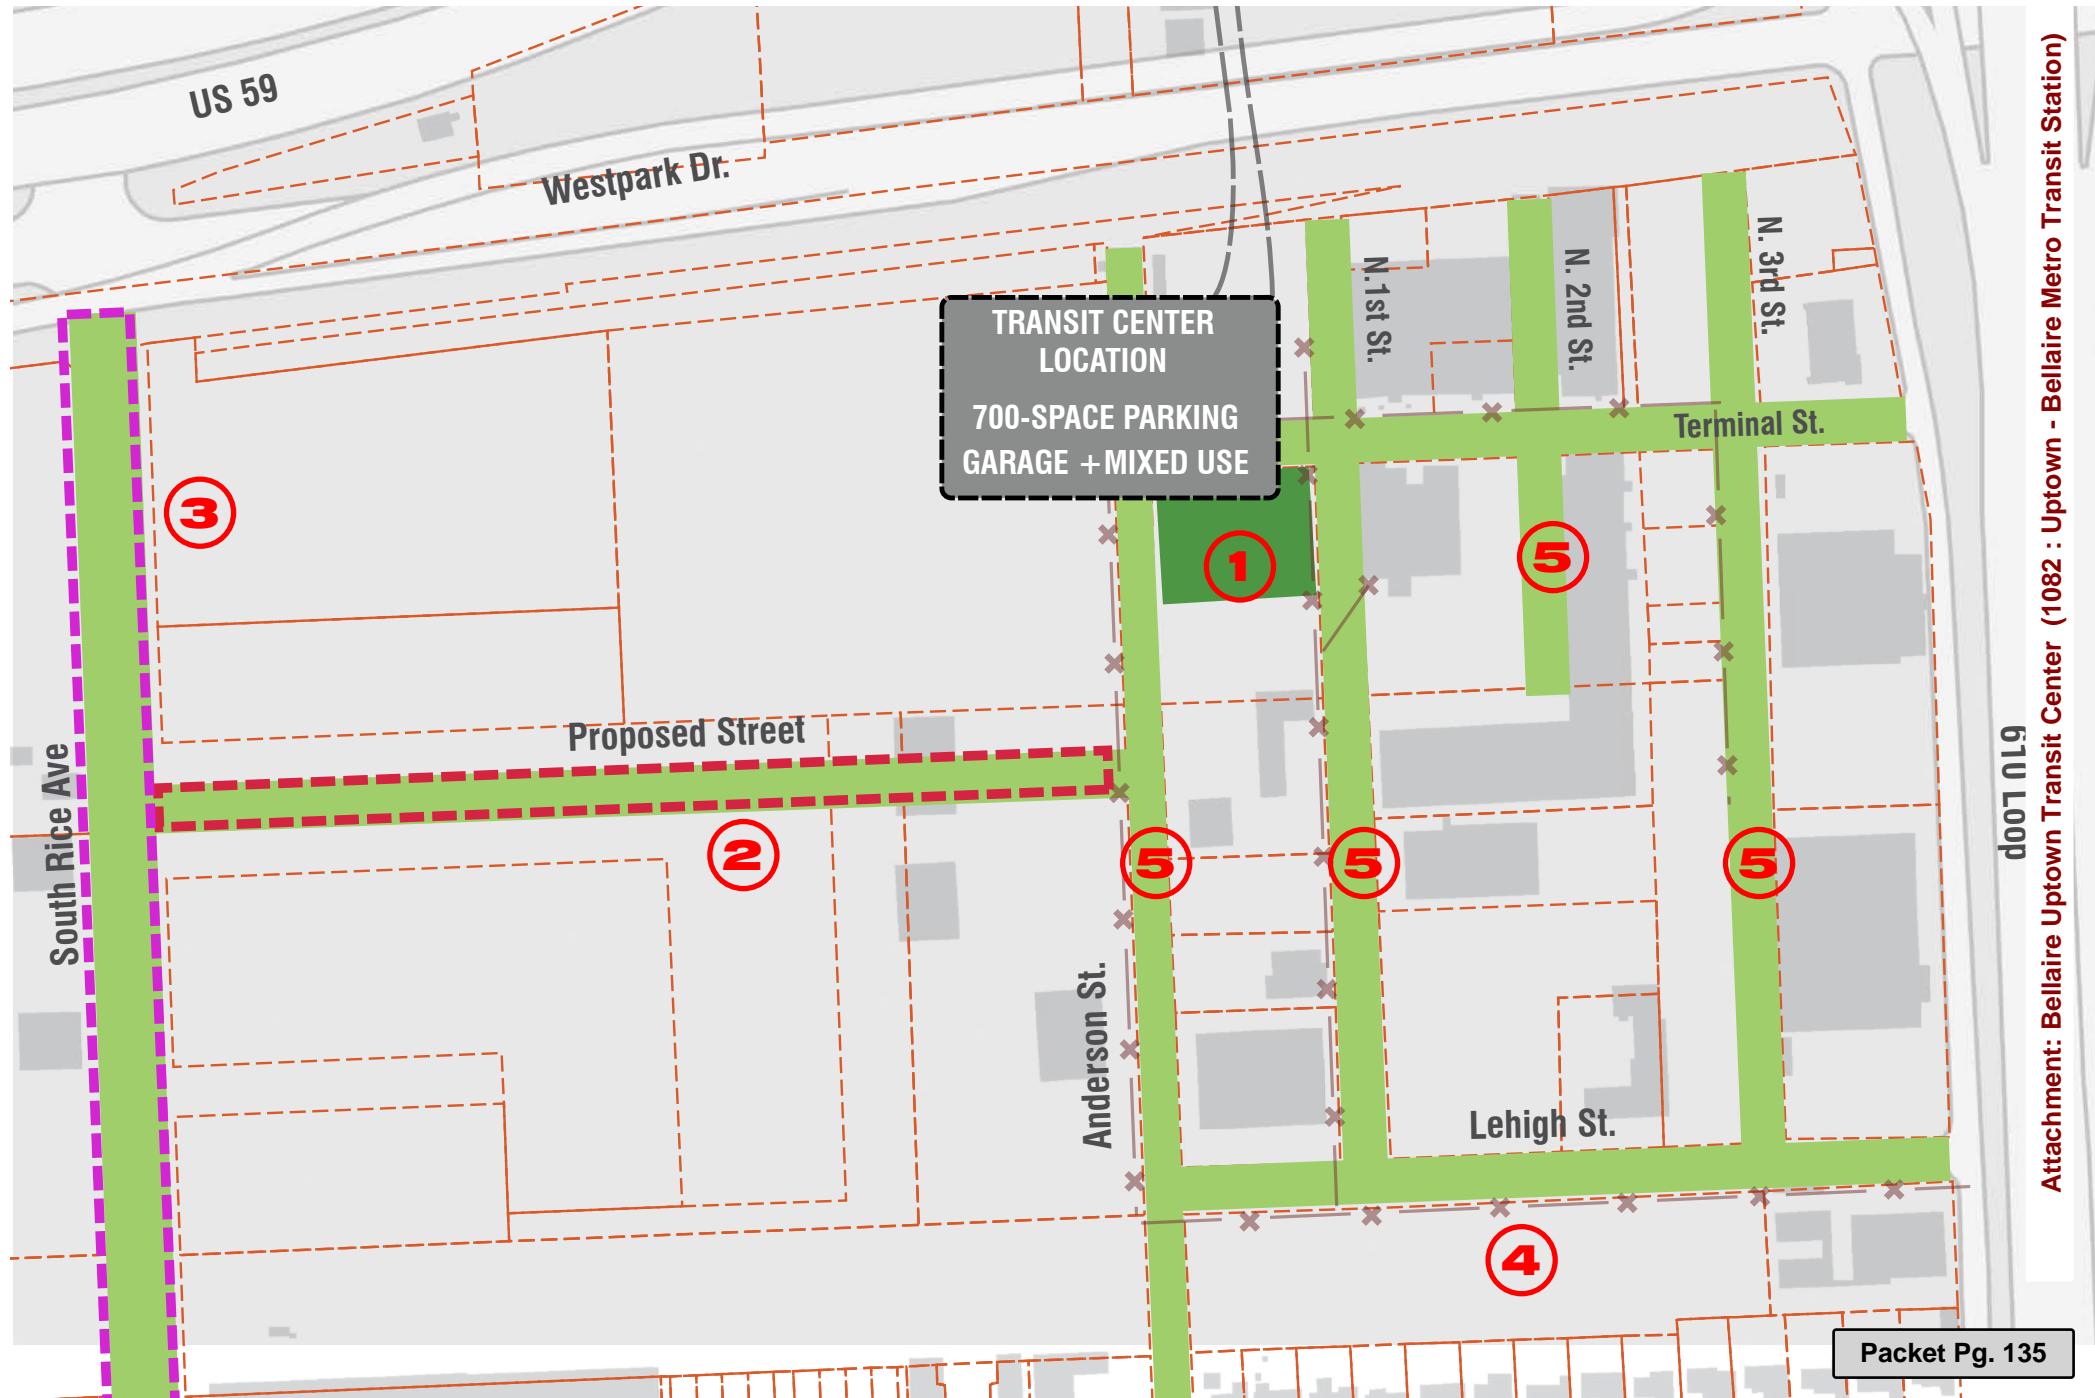 US 59
Westpark Dr.
TRANSIT CENTER
LOCATION
700-SPACE PARKING
GARAGE +MIXED USE
N. 1st St.
N. 2nd St.
N. 3rd St.
Terminal St.
3
1
5
Proposed Street
South Rice Ave
2
5
5
5
Anderson St.
Lehigh St.
4
610 Loop
Attachment: Bellaire Uptown Transit Center (1082 : Uptown - Bellaire Metro Transit Station)
Packet Pg. 135